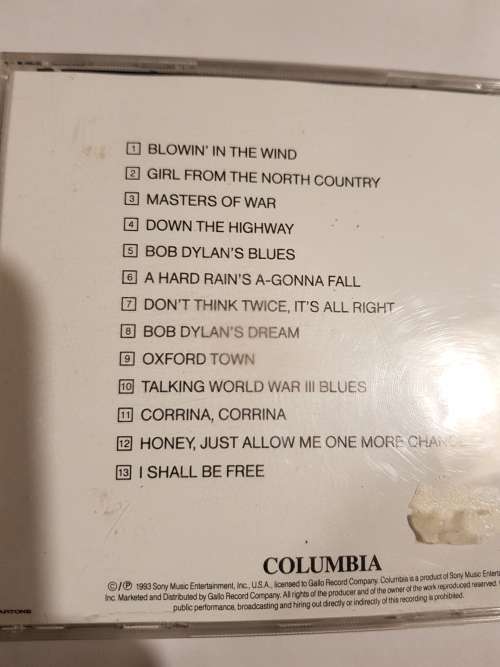 1 BLOWIN' IN THE WIND
2 GIRL FROM THE NORTH COUNTRY
3 MASTERS OF WAR
4 DOWN THE HIGHWAY
5 BOB DYLAN'S BLUES
6 A HARD RAIN'S A-GONNA FALL
7 DON'T THINK TWICE, IT'S ALL RIGHT
8 BOB DYLAN'S DREAM
9 OXFORD TOWN
10 TALKING WORLD WAR III BLUES
11 CORRINA, CORRINA
12 HONEY, JUST ALLOW ME ONE MORE
13 I SHALL BE FREE
COLUMBIA
©/℗ 1993 Sony Music Entertainment, Inc., U.S.A., licensed to Gallo Record Company. Columbia is a product of Sony Music
Inc. Marketed and Distributed by Gallo Record Company. All rights of the producer and of the owner of the work reproduced reserved.
public performance, broadcasting and hiring out directly or indirectly of this recording is prohibited.